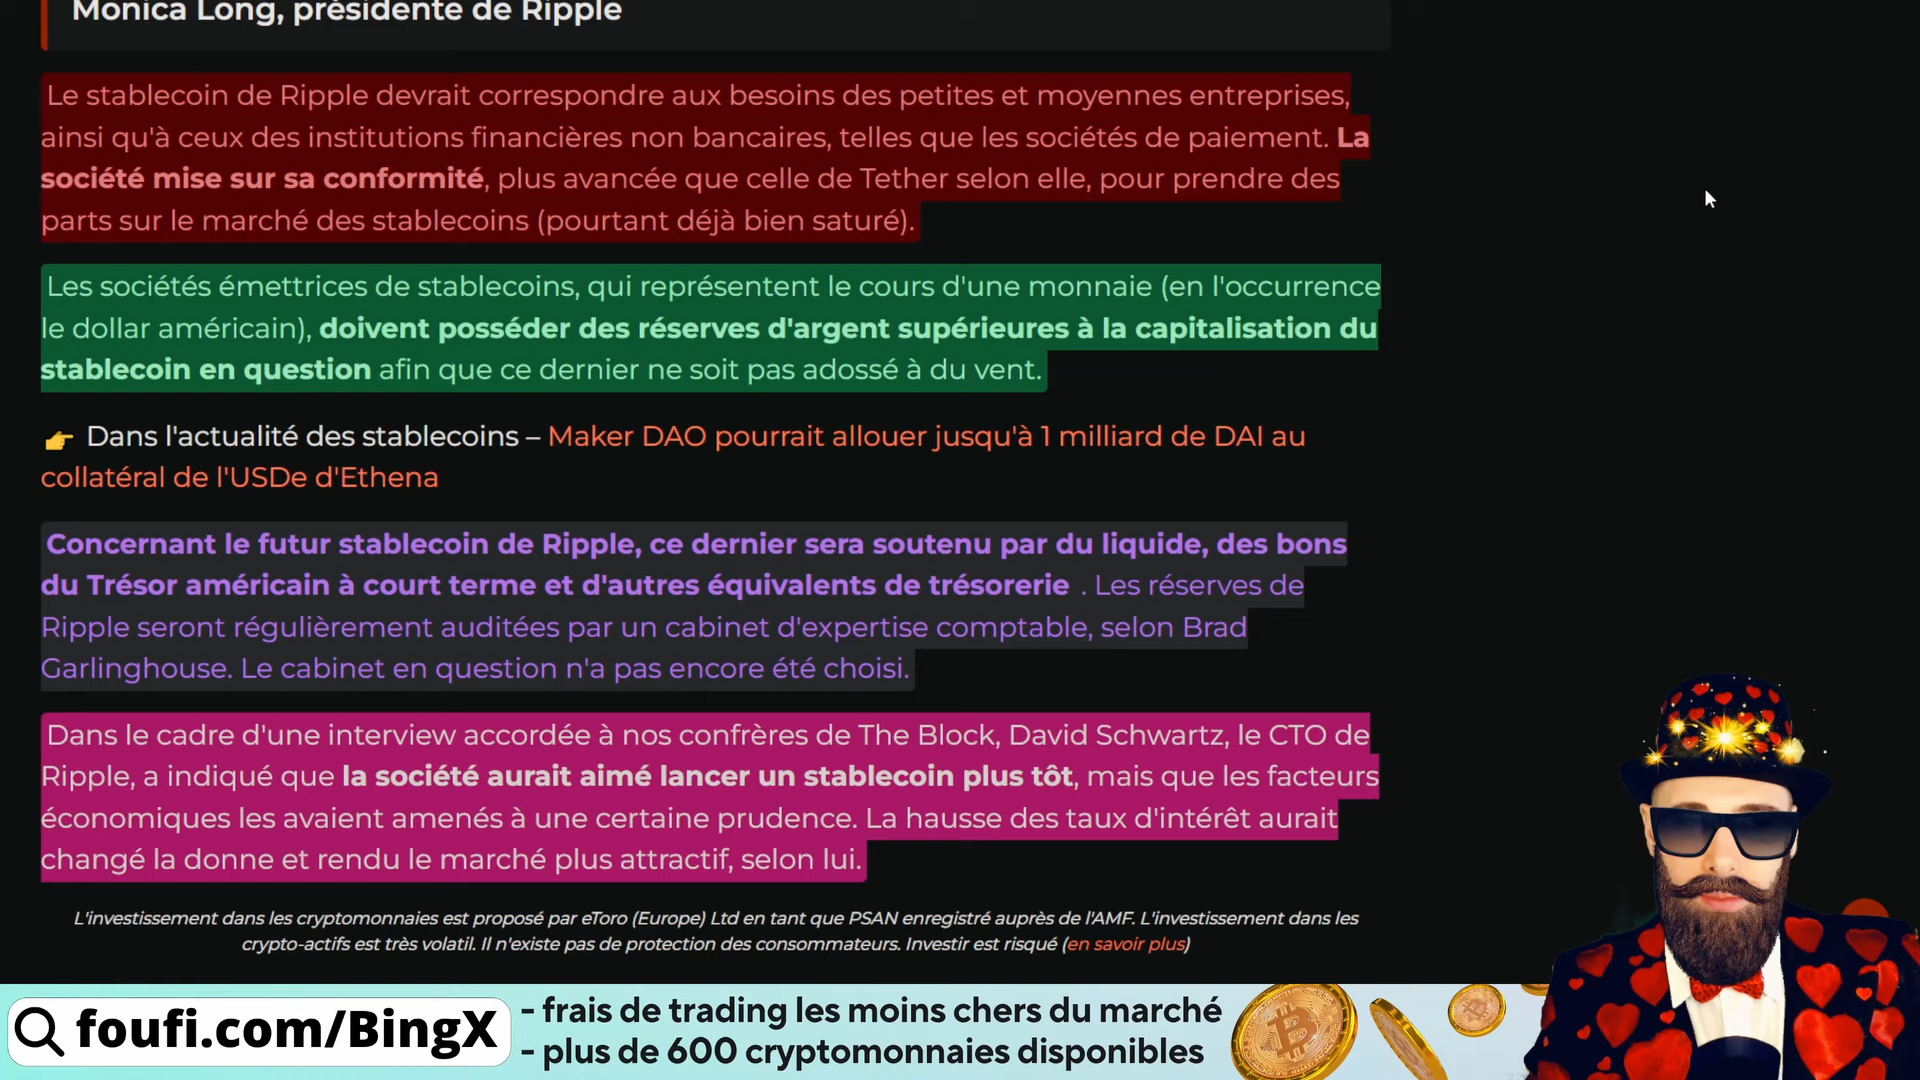 Monica Long, présidente de Ripple
Le stablecoin de Ripple devrait correspondre aux besoins des petites et moyennes entreprises,
ainsi qu'à ceux des institutions financières non bancaires, telles que les sociétés de paiement. La
société mise sur sa conformité, plus avancée que celle de Tether selon elle, pour prendre des
parts sur le marché des stablecoins (pourtant déjà bien saturé).
Les sociétés émettrices de stablecoins, qui représentent le cours d'une monnaie (en l'occurrence
le dollar américain), doivent posséder des réserves d'argent supérieures à la capitalisation du
stablecoin en question afin que ce dernier ne soit pas adossé à du vent.
👉 Dans l'actualité des stablecoins – Maker DAO pourrait allouer jusqu'à 1 milliard de DAI au
collatéral de l'USDe d'Ethena
Concernant le futur stablecoin de Ripple, ce dernier sera soutenu par du liquide, des bons
du Trésor américain à court terme et d'autres équivalents de trésorerie . Les réserves de
Ripple seront régulièrement auditées par un cabinet d'expertise comptable, selon Brad
Garlinghouse. Le cabinet en question n'a pas encore été choisi.
Dans le cadre d'une interview accordée à nos confrères de The Block, David Schwartz, le CTO de
Ripple, a indiqué que la société aurait aimé lancer un stablecoin plus tôt, mais que les facteurs
économiques les avaient amenés à une certaine prudence. La hausse des taux d'intérêt aurait
changé la donne et rendu le marché plus attractif, selon lui.
L'investissement dans les cryptomonnaies est proposé par eToro (Europe) Ltd en tant que PSAN enregistré auprès de l'AMF. L'investissement dans les
crypto-actifs est très volatil. Il n'existe pas de protection des consommateurs. Investir est risqué (en savoir plus)
foufi.com/BingX
- frais de trading les moins chers du marché
- plus de 600 cryptomonnaies disponibles